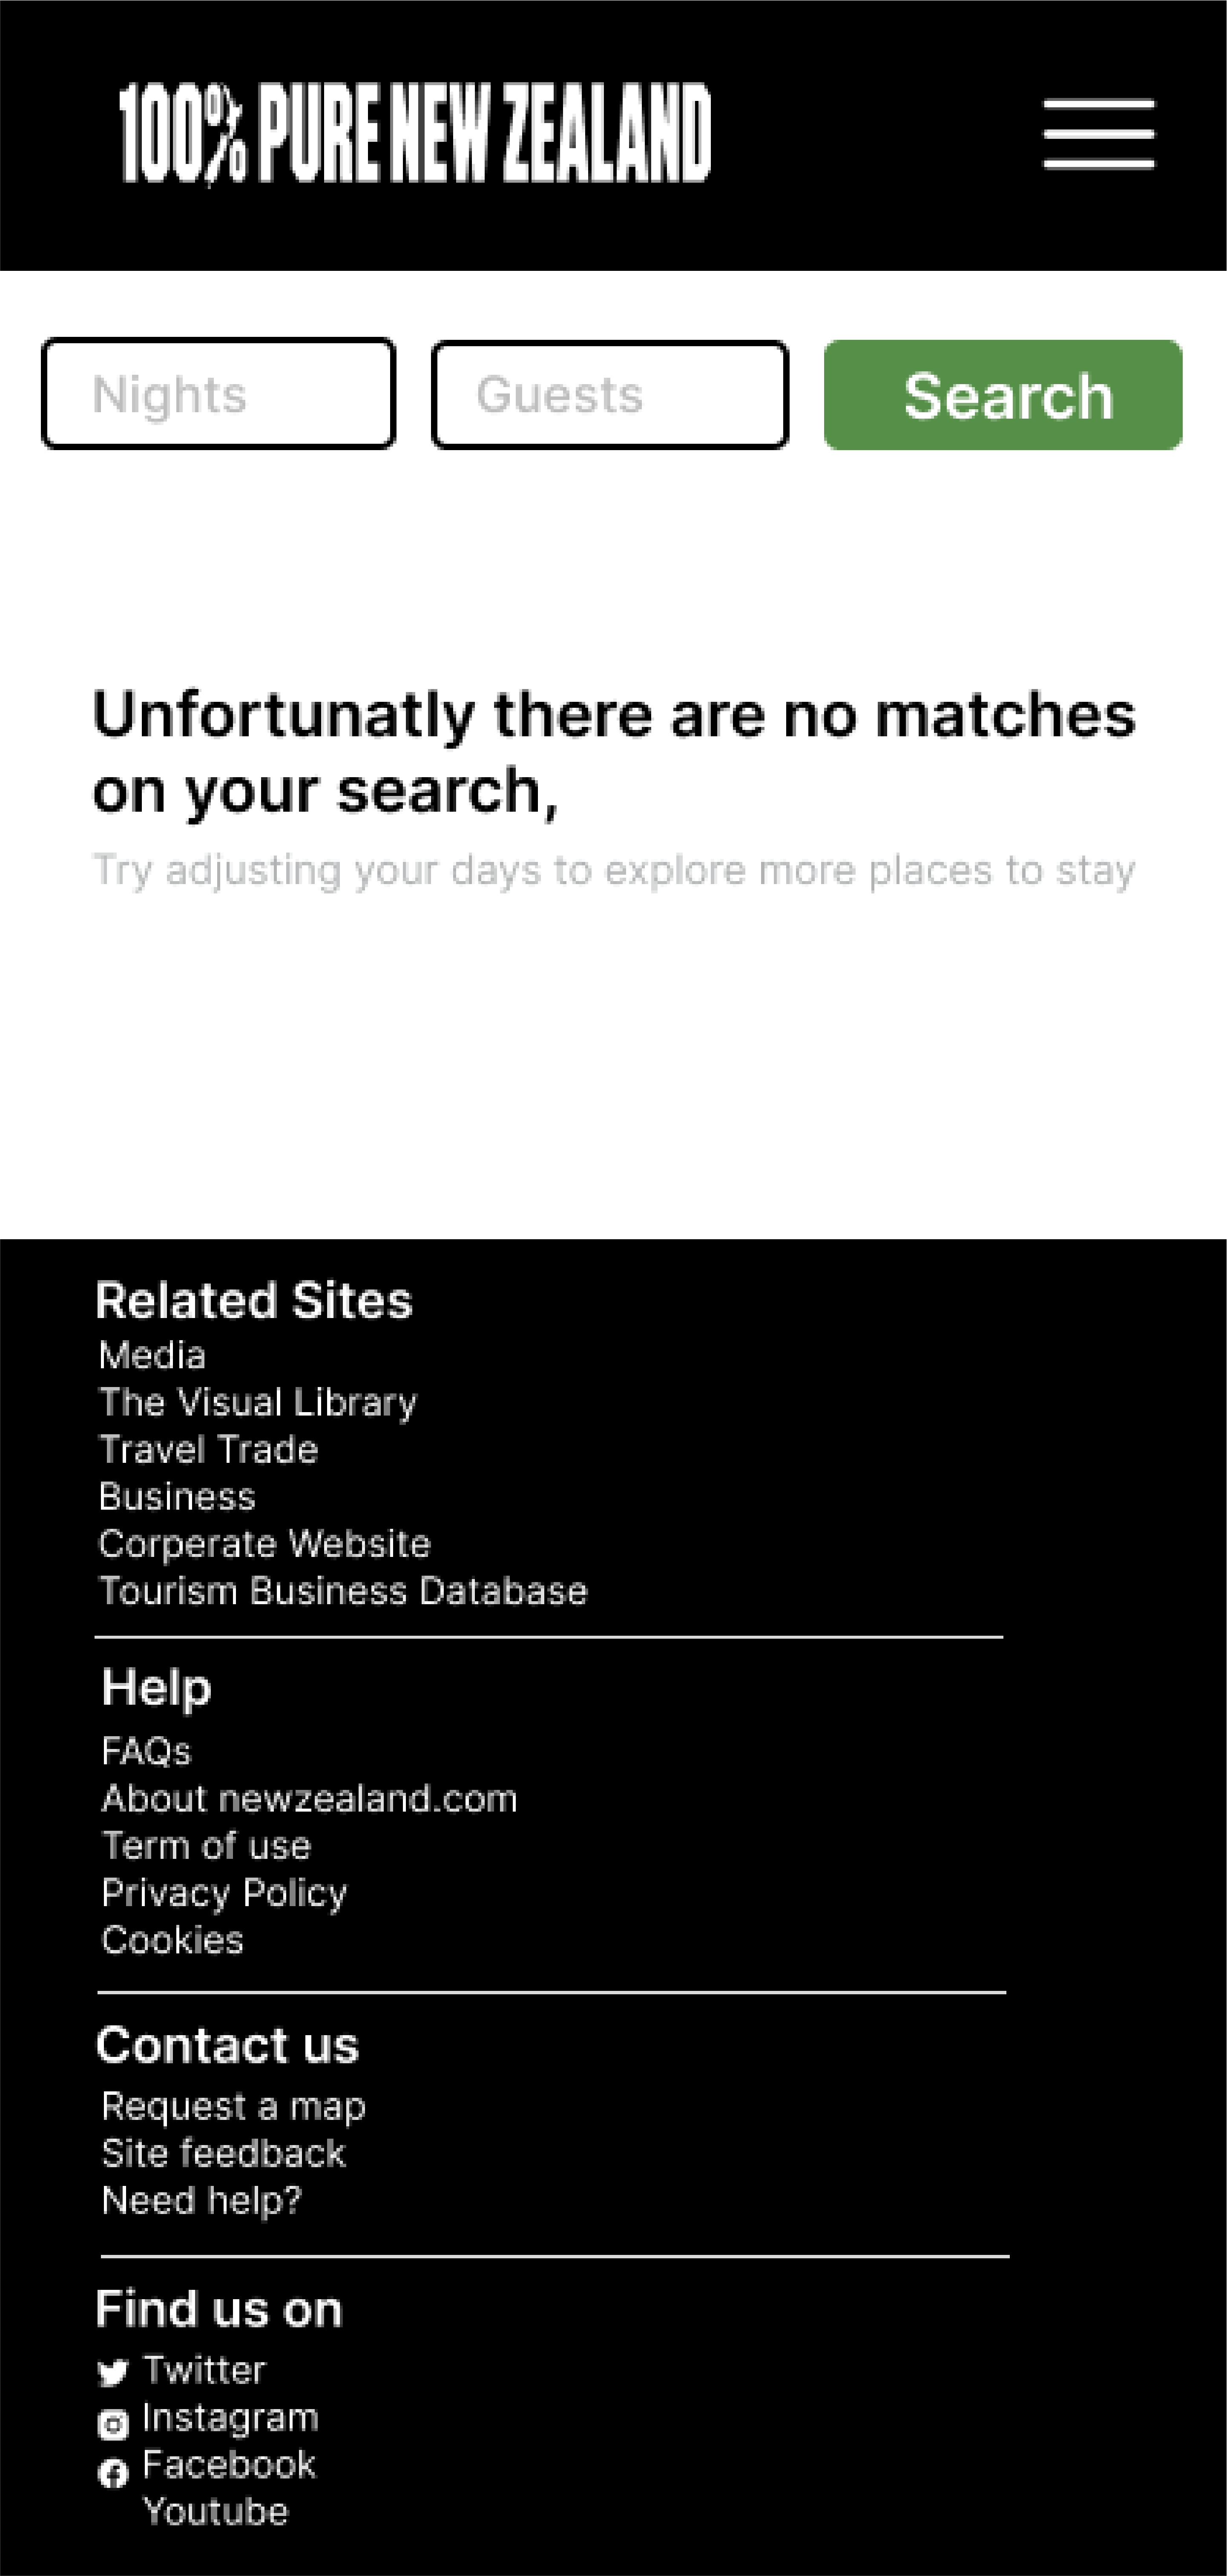 100% PURE NEW ZEALAND
Nights Guests Search
Unfortunatly there are no matches
on your search,
Try adjusting your days to explore more places to stay
Related Sites
Media
The Visual Library
Travel Trade
Business
Corperate Website
Tourism Business Database
Help
FAQs
About newzealand.com
Term of use
Privacy Policy
Cookies
Contact us
Request a map
Site feedback
Need help?
Find us on
Twitter
Instagram
Facebook
Youtube